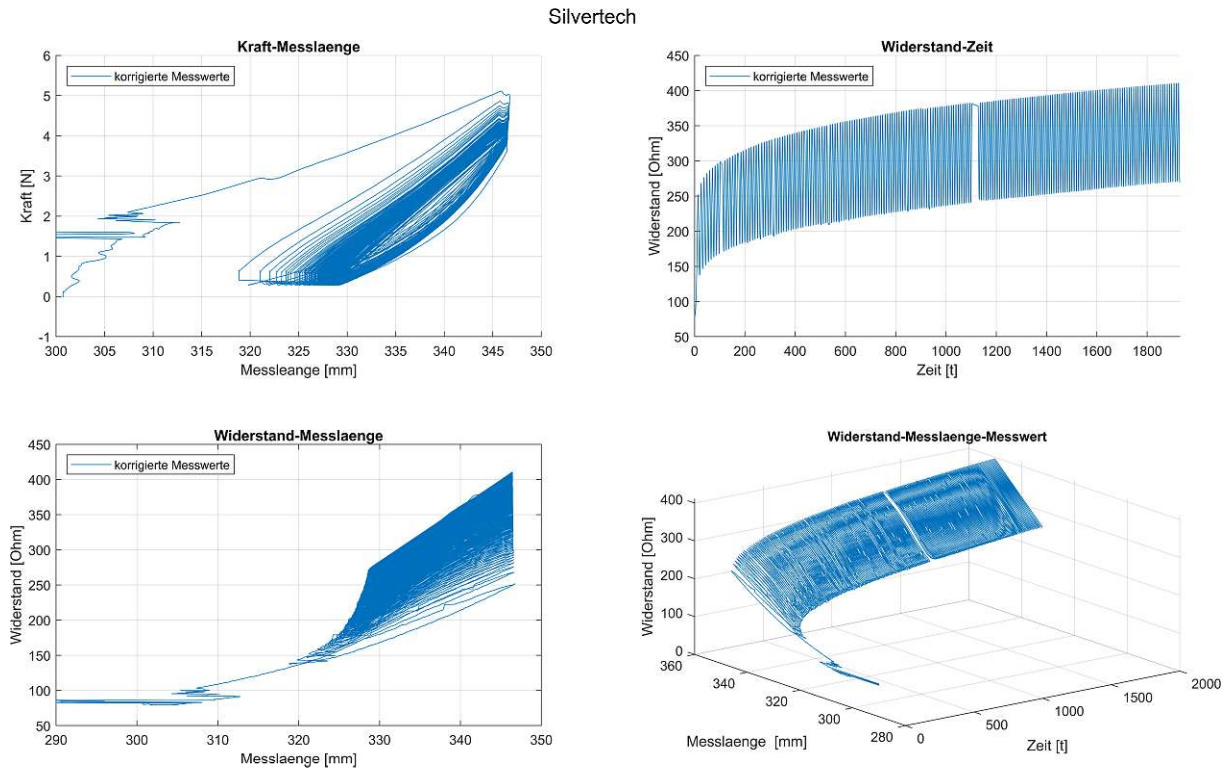 Silvertech
Kraft-Messlaenge
korrigierte Messwerte
Kraft [N]
6
5
4
3
2
1
0
-1
300 305 310 315 320 325 330 335 340 345 350
Messleange [mm]
Widerstand-Zeit
korrigierte Messwerte
Widerstand [Ohm]
450
400
350
300
250
200
150
100
50
0 200 400 600 800 1000 1200 1400 1600 1800
Zeit [t]
Widerstand-Messlaenge
korrigierte Messwerte
Widerstand [Ohm]
450
400
350
300
250
200
150
100
50
290 300 310 320 330 340 350
Messlaenge [mm]
Widerstand-Messlaenge-Messwert
Widerstand [Ohm]
400
300
200
100
0
360
340
320
300
280
Messlaenge [mm]
0
500
1000
1500
2000
Zeit [t]